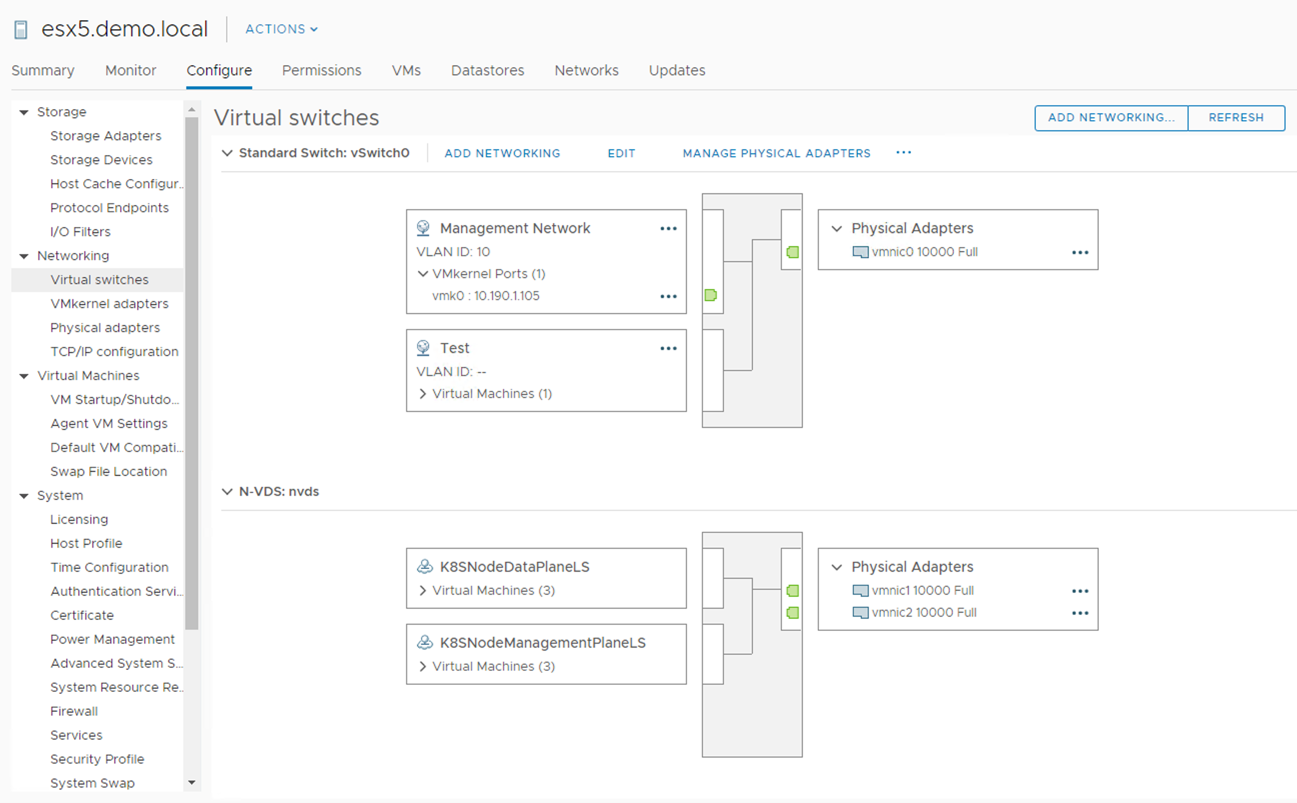 esx5.demo.local ACTIONS
Summary Monitor Configure Permissions VMs Datastores Networks Updates
Storage
Storage Adapters
Storage Devices
Host Cache Configur...
Protocol Endpoints
I/O Filters
Networking
Virtual switches
VMkernel adapters
Physical adapters
TCP/IP configuration
Virtual Machines
VM Startup/Shutdo...
Agent VM Settings
Default VM Compati...
Swap File Location
System
Licensing
Host Profile
Time Configuration
Authentication Servi...
Certificate
Power Management
Advanced System S...
System Resource Re...
Firewall
Services
Security Profile
System Swap
Virtual switches
ADD NETWORKING... REFRESH
Standard Switch: vSwitch0 ADD NETWORKING EDIT MANAGE PHYSICAL ADAPTERS ...
Management Network ...
VLAN ID: 10
VMkernel Ports (1)
vmk0 : 10.190.1.105 ...
Test ...
VLAN ID: --
Virtual Machines (1)
Physical Adapters
vmnic0 10000 Full ...
N-VDS: nvds
K8SNodeDataPlaneLS
Virtual Machines (3)
K8SNodeManagementPlaneLS
Virtual Machines (3)
Physical Adapters
vmnic1 10000 Full ...
vmnic2 10000 Full ...